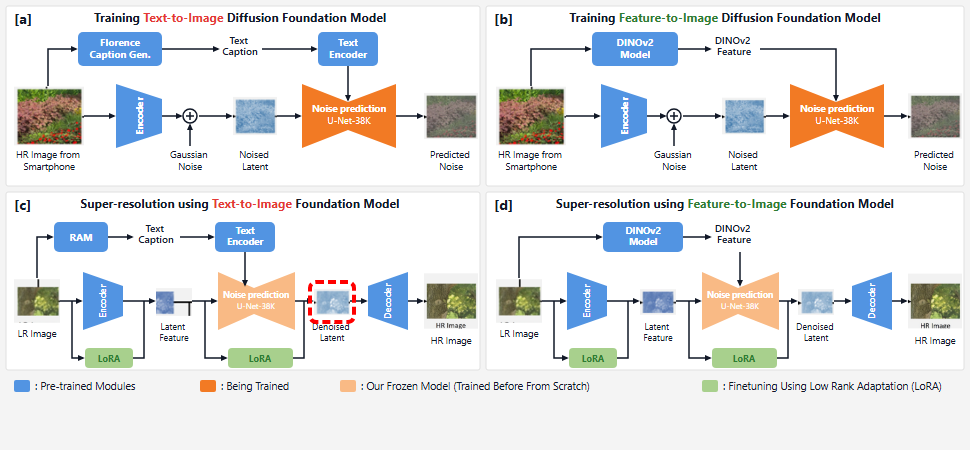 [a] Training Text-to-Image Diffusion Foundation Model
Florence
Caption Gen.
Text
Caption
Text
Encoder
Encoder
Noise prediction
U-Net-38K
HR Image from
Smartphone
Gaussian
Noise
Noised
Latent
Predicted
Noise
[b] Training Feature-to-Image Diffusion Foundation Model
DINOv2
Model
DINOv2
Feature
Encoder
Noise prediction
U-Net-38K
HR Image from
Smartphone
Gaussian
Noise
Noised
Latent
Predicted
Noise
[c] Super-resolution using Text-to-Image Foundation Model
RAM
Text
Caption
Text
Encoder
Encoder
Noise prediction
U-Net-38K
Decoder
LR Image
Latent
Feature
Denoised
Latent
HR Image
HR Image
LoRA
LoRA
[d] Super-resolution using Feature-to-Image Foundation Model
DINOv2
Model
DINOv2
Feature
Encoder
Noise prediction
U-Net-38K
Decoder
LR Image
Latent
Feature
Denoised
Latent
HR Image
HR Image
LoRA
LoRA
: Pre-trained Modules
: Being Trained
: Our Frozen Model (Trained Before From Scratch)
: Finetuning Using Low Rank Adaptation (LoRA)